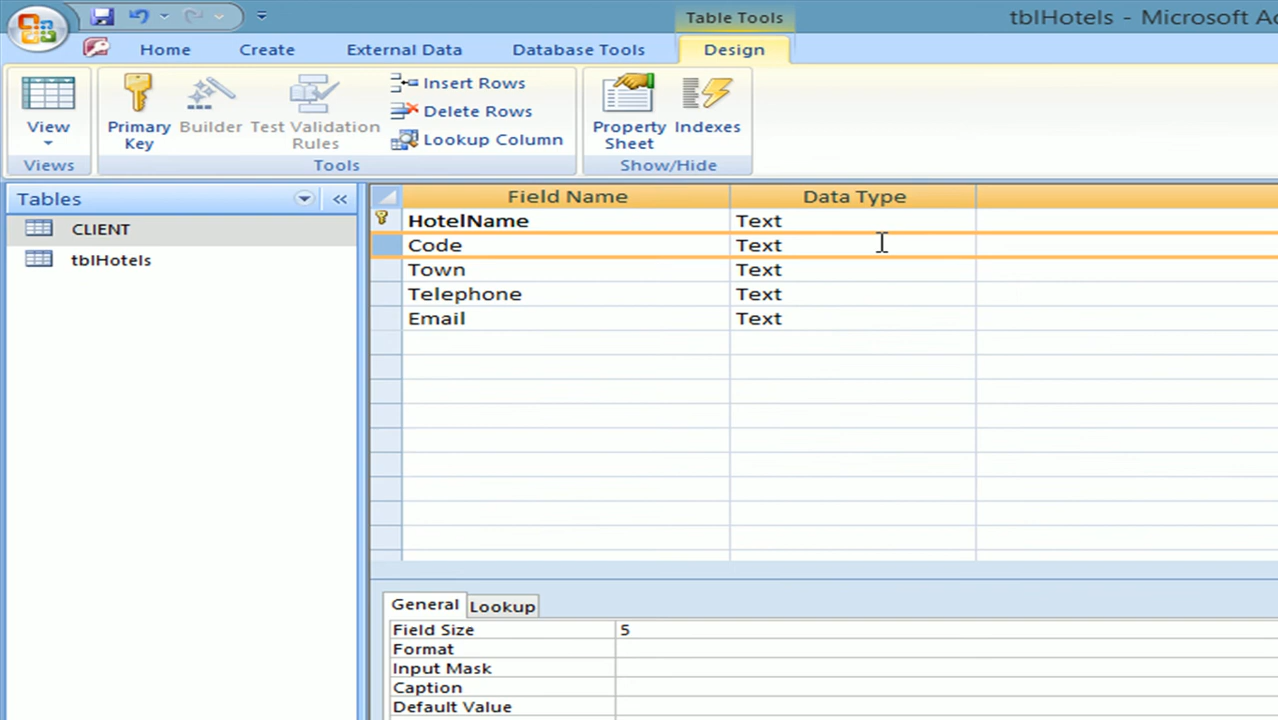 Table Tools
tblHotels - Microsoft
Home Create External Data Database Tools Design
View
Primary Key
Builder
Test Validation Rules
Insert Rows
Delete Rows
Lookup Column
Property Sheet
Indexes
Views Tools Show/Hide
Tables
CLIENT
tblHotels
Field Name Data Type
HotelName Text
Code Text
Town Text
Telephone Text
Email Text
General Lookup
Field Size 5
Format
Input Mask
Caption
Default Value